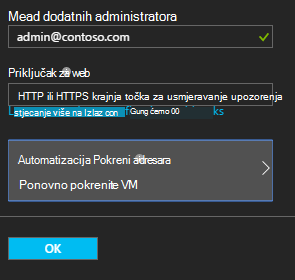 Mead dodatnih administratora
admin@contoso.com
Priključak za web
HTTP ili HTTPS krajnja točka za usmjeravanje upozorenja
stjecanje više na Izlaz con Gung ćemo 00 ks
Automatizacija Pokreni adresara
Ponovno pokrenite VM
OK